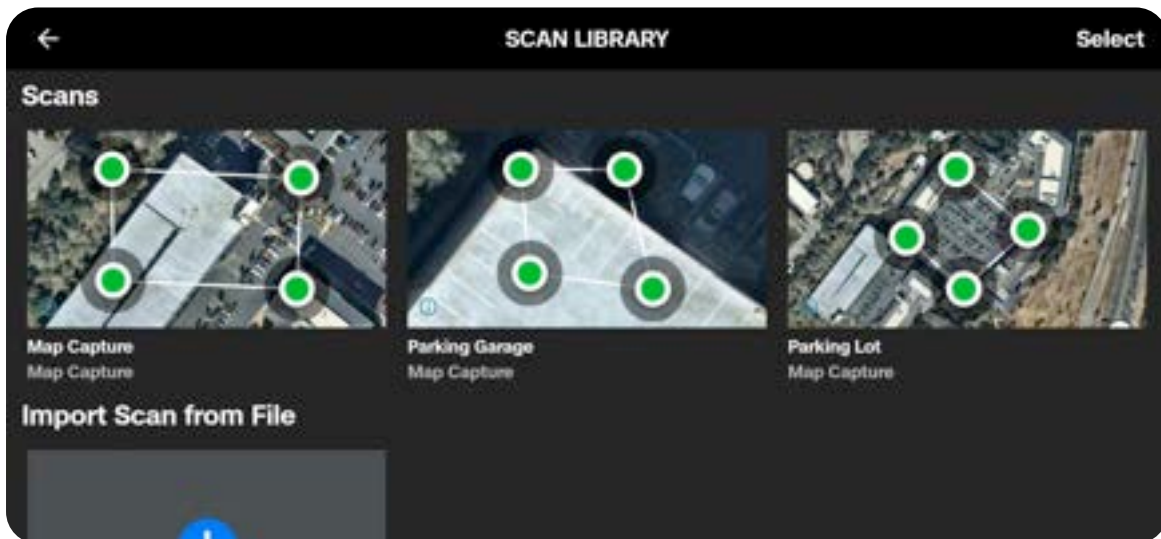 SCAN LIBRARY
Select
Scans
Map Capture
Map Capture
Parking Garage
Map Capture
Parking Lot
Map Capture
Import Scan from File